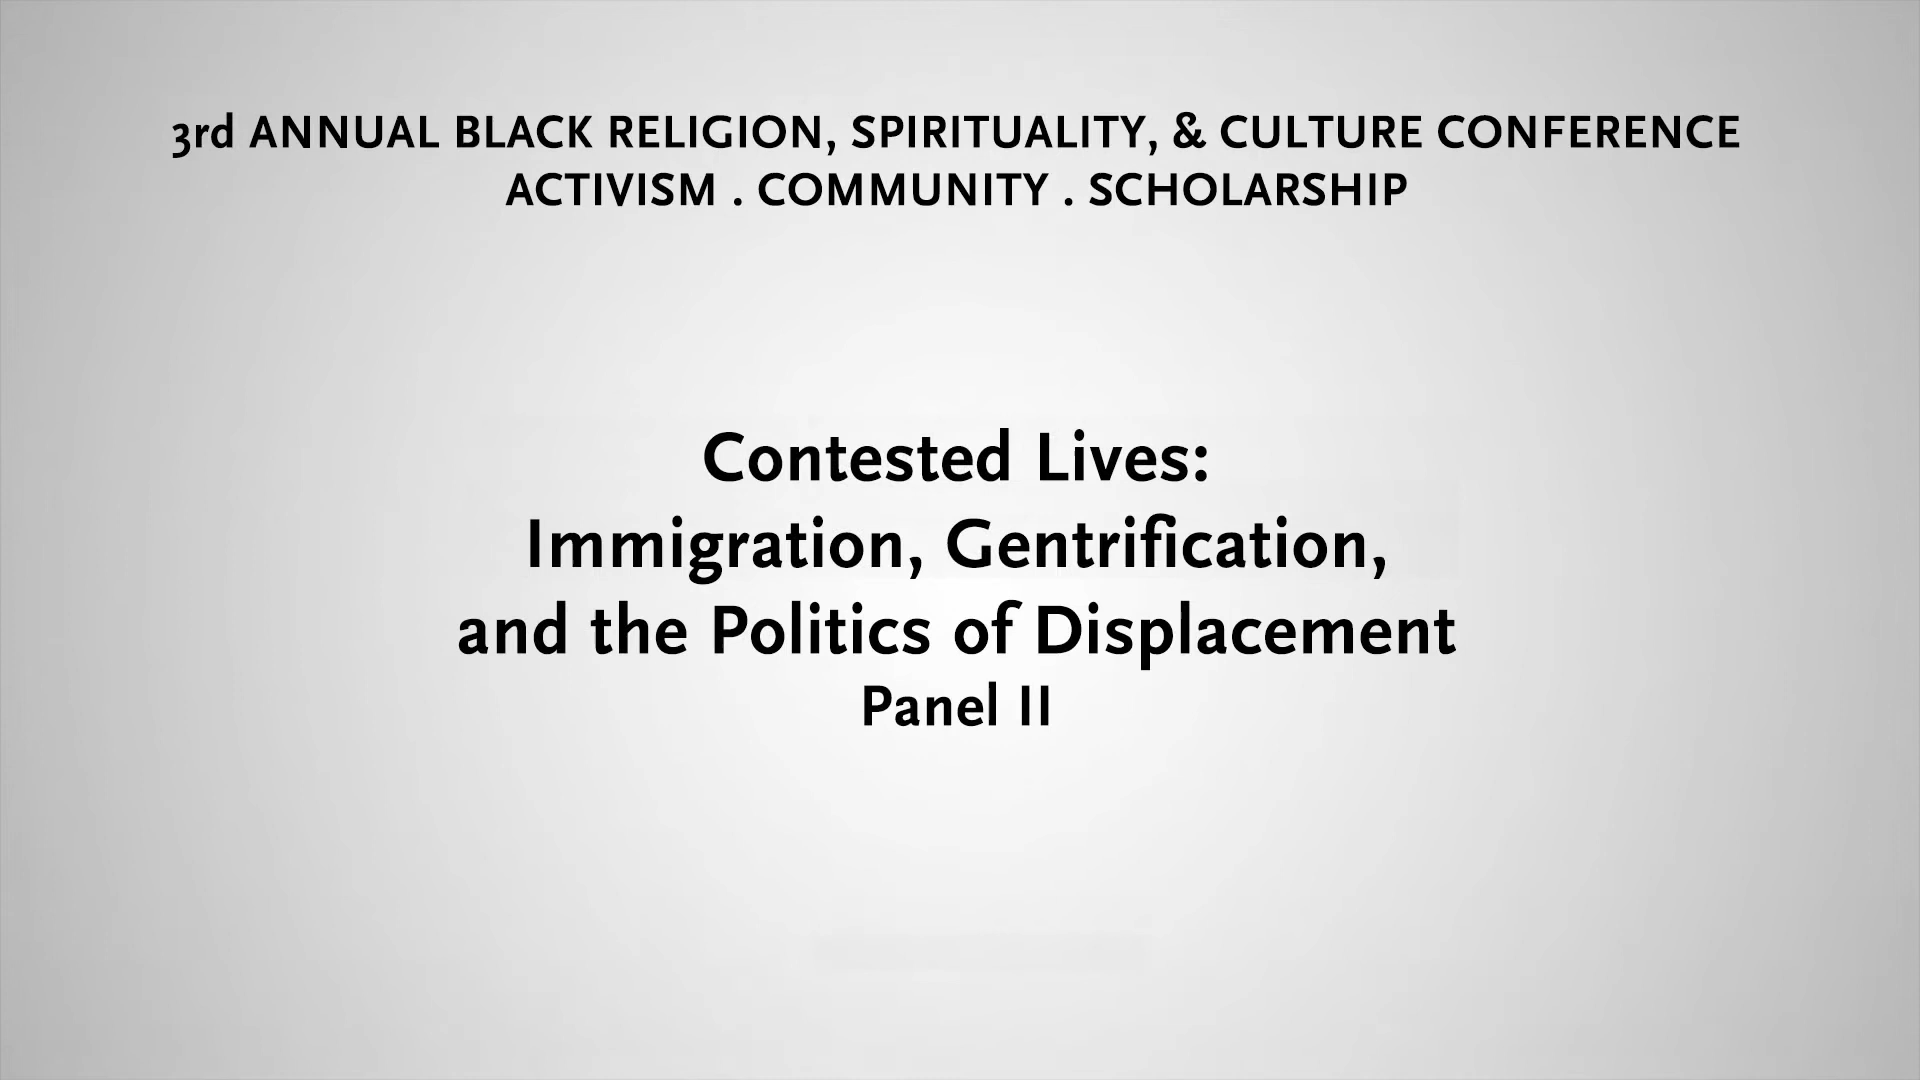 3rd ANNUAL BLACK RELIGION, SPIRITUALITY, & CULTURE CONFERENCE
ACTIVISM . COMMUNITY . SCHOLARSHIP
Contested Lives:
Immigration, Gentrification,
and the Politics of Displacement
Panel II